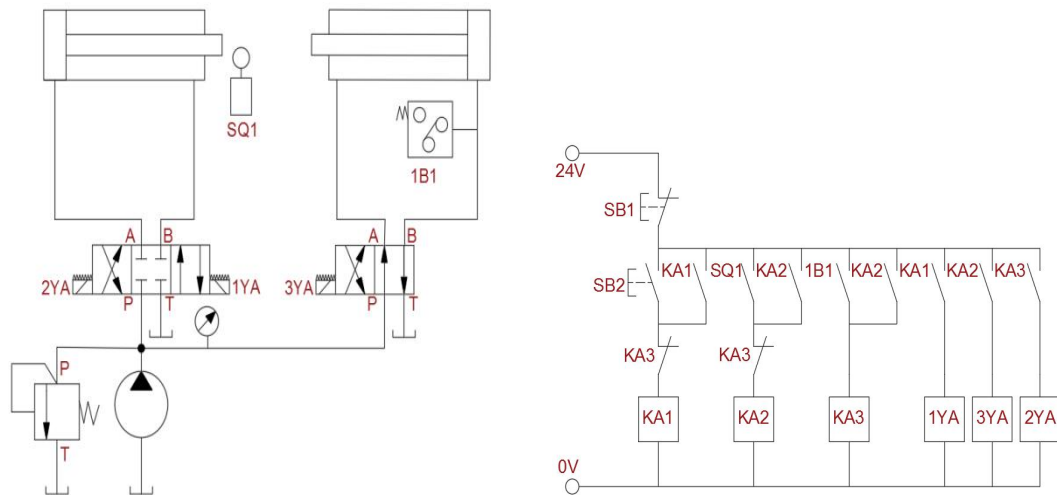 SQ1
1B1
A B A B
2YA 1YA 3YA
P T P T
P
T
24V
SB1
KA1 SQ1 KA2 1B1 KA2 KA1 KA2 KA3
SB2
KA3 KA3
KA1 KA2 KA3 1YA 3YA 2YA
0V